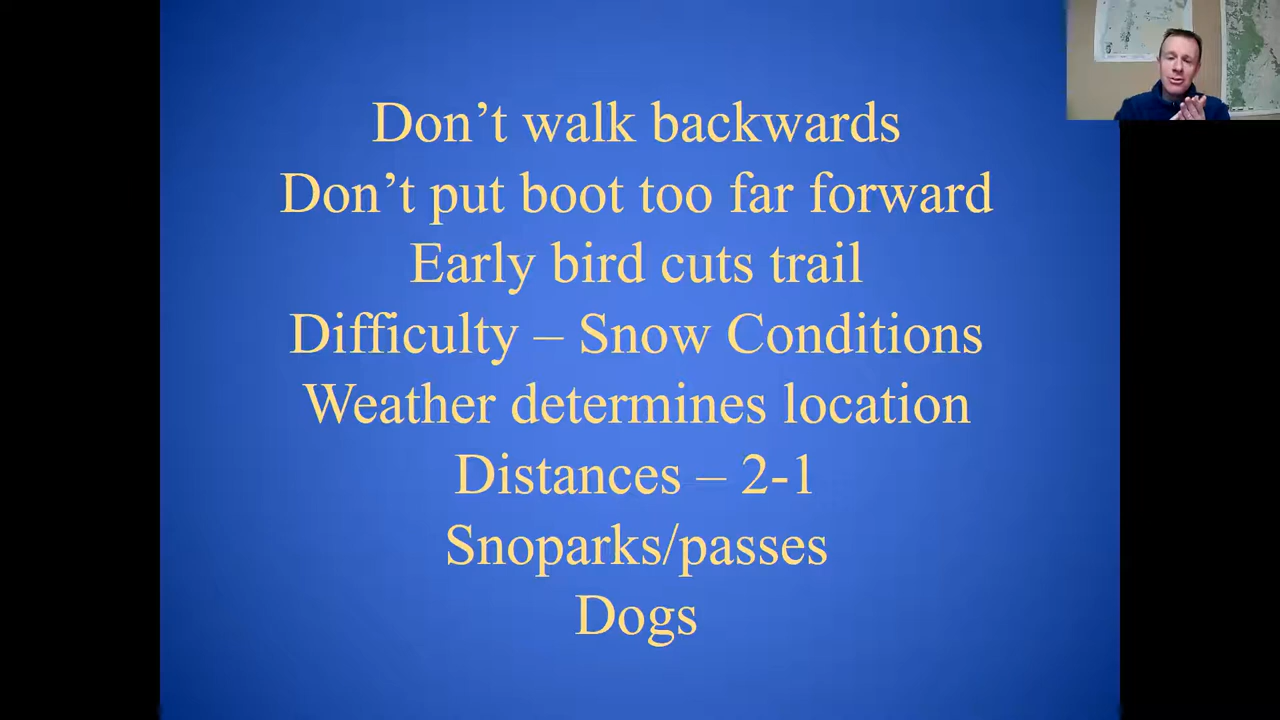 Don’t walk backwards
Don’t put boot too far forward
Early bird cuts trail
Difficulty – Snow Conditions
Weather determines location
Distances – 2-1
Snoparks/passes
Dogs